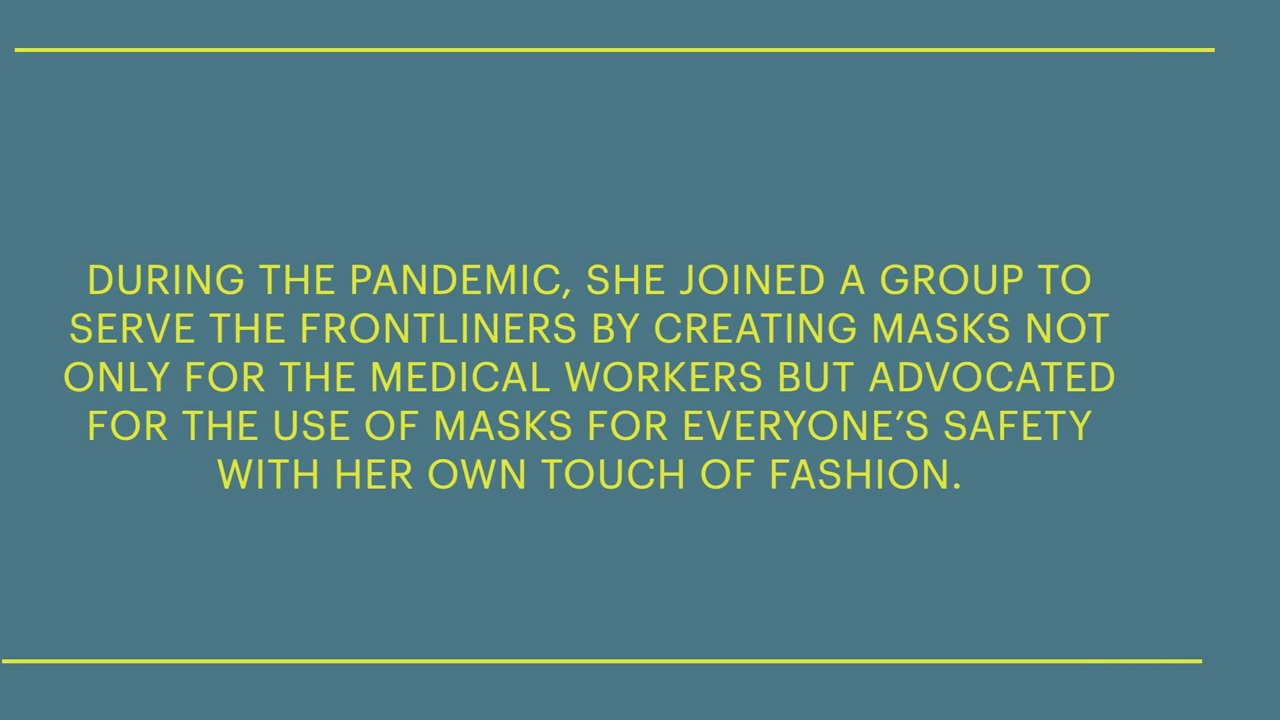 DURING THE PANDEMIC, SHE JOINED A GROUP TO
SERVE THE FRONTLINERS BY CREATING MASKS NOT
ONLY FOR THE MEDICAL WORKERS BUT ADVOCATED
FOR THE USE OF MASKS FOR EVERYONE’S SAFETY
WITH HER OWN TOUCH OF FASHION.